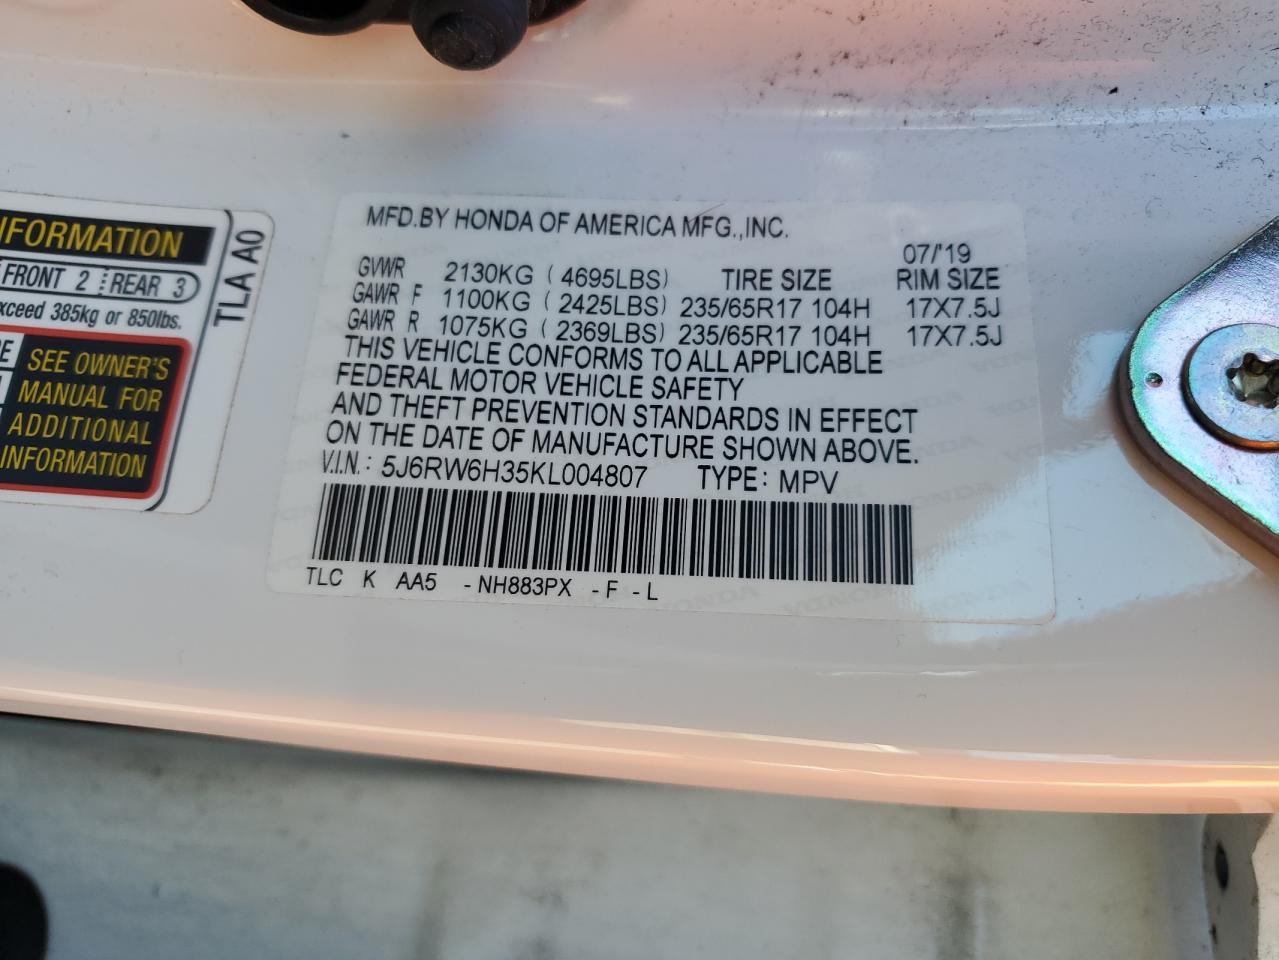 INFORMATION
FRONT 2 REAR 3
exceed 385kg or 850lbs.
SEE OWNER'S
MANUAL FOR
ADDITIONAL
INFORMATION
TLA A0
MFD.BY HONDA OF AMERICA MFG.,INC.
07/'19
GVWR 2130KG ( 4695LBS) TIRE SIZE RIM SIZE
GAWR F 1100KG ( 2425LBS) 235/65R17 104H 17X7.5J
GAWR R 1075KG ( 2369LBS) 235/65R17 104H 17X7.5J
THIS VEHICLE CONFORMS TO ALL APPLICABLE
FEDERAL MOTOR VEHICLE SAFETY
AND THEFT PREVENTION STANDARDS IN EFFECT
ON THE DATE OF MANUFACTURE SHOWN ABOVE.
V.I.N.: 5J6RW6H35KL004807 TYPE: MPV
TLC K AA5 -NH883PX -F -L